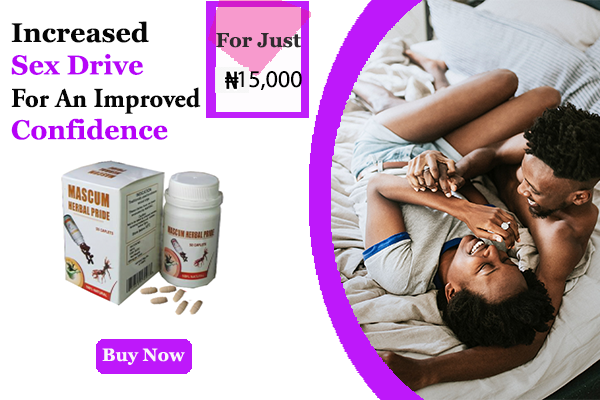 Increased
Sex Drive
For An Improved
Confidence
For Just
₦15,000
MASCUM
HERBAL PRIDE
MASCUM HERBAL PRIDE
Buy Now